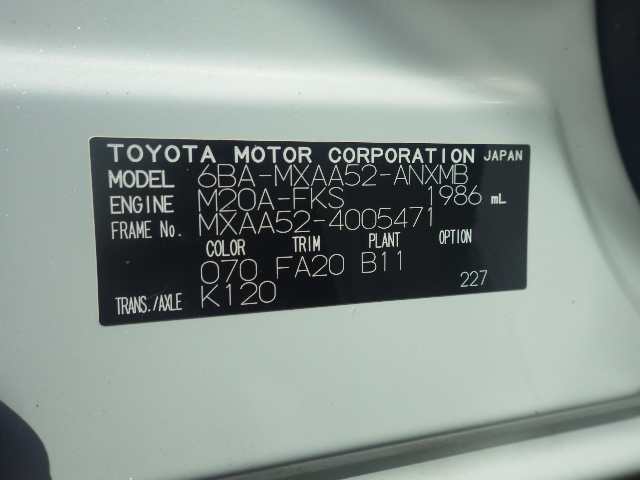 TOYOTA MOTOR CORPORATION JAPAN
MODEL 6BA-MXAA52-ANXMB
ENGINE M20A-FKS 1986 mL
FRAME No. MXAA52-4005471
COLOR TRIM PLANT OPTION
070 FA20 B11
TRANS./AXLE K120 227